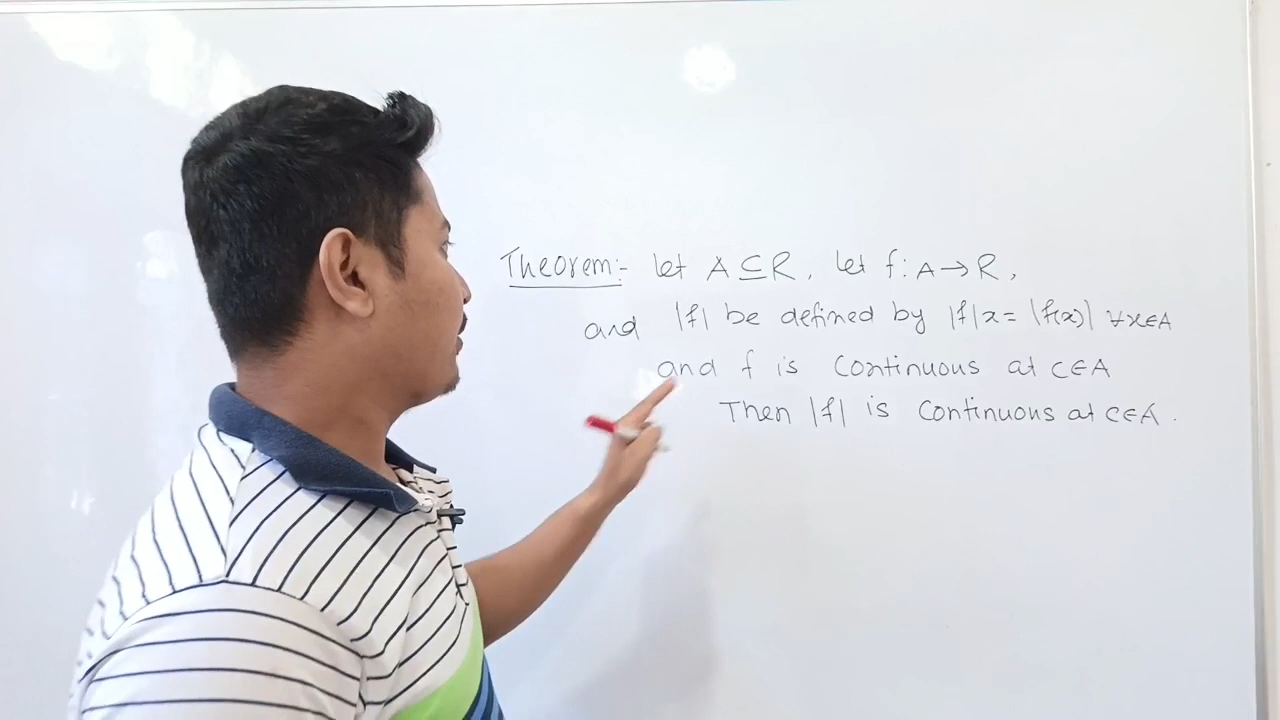 Theorem:- let A ⊆ R, let f: A → R,
and |f| be defined by |f|x = |f(x)| ∀x∈A
and f is continuous at c∈A
Then |f| is continuous at c∈A.